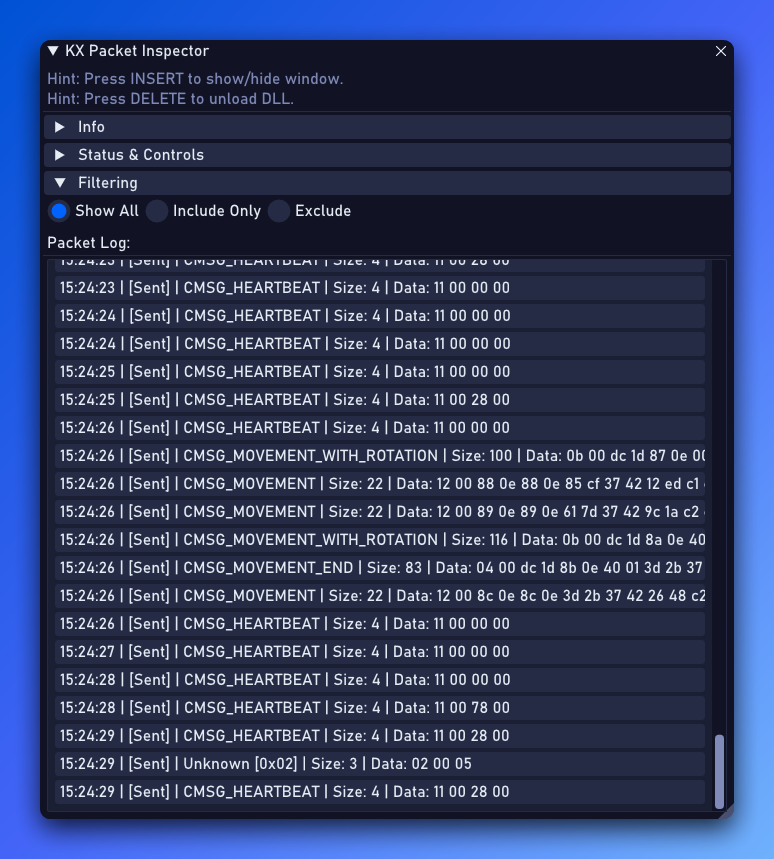 KX Packet Inspector
Hint: Press INSERT to show/hide window.
Hint: Press DELETE to unload DLL.
Info
Status & Controls
Filtering
Show All Include Only Exclude
Packet Log:
15:24:23 | [Sent] | CMSG_HEARTBEAT | Size: 4 | Data: 11 00 28 00
15:24:23 | [Sent] | CMSG_HEARTBEAT | Size: 4 | Data: 11 00 00 00
15:24:24 | [Sent] | CMSG_HEARTBEAT | Size: 4 | Data: 11 00 00 00
15:24:24 | [Sent] | CMSG_HEARTBEAT | Size: 4 | Data: 11 00 00 00
15:24:25 | [Sent] | CMSG_HEARTBEAT | Size: 4 | Data: 11 00 00 00
15:24:25 | [Sent] | CMSG_HEARTBEAT | Size: 4 | Data: 11 00 28 00
15:24:26 | [Sent] | CMSG_HEARTBEAT | Size: 4 | Data: 11 00 00 00
15:24:26 | [Sent] | CMSG_MOVEMENT_WITH_ROTATION | Size: 100 | Data: 0b 00 dc 1d 87 0e 00
15:24:26 | [Sent] | CMSG_MOVEMENT | Size: 22 | Data: 12 00 88 0e 88 0e 85 cf 37 42 12 ed c1
15:24:26 | [Sent] | CMSG_MOVEMENT | Size: 22 | Data: 12 00 89 0e 89 0e 61 7d 37 42 9c 1a c2
15:24:26 | [Sent] | CMSG_MOVEMENT_WITH_ROTATION | Size: 116 | Data: 0b 00 dc 1d 8a 0e 40
15:24:26 | [Sent] | CMSG_MOVEMENT_END | Size: 83 | Data: 04 00 dc 1d 8b 0e 40 01 3d 2b 37
15:24:26 | [Sent] | CMSG_MOVEMENT | Size: 22 | Data: 12 00 8c 0e 8c 0e 3d 2b 37 42 26 48 c2
15:24:26 | [Sent] | CMSG_HEARTBEAT | Size: 4 | Data: 11 00 00 00
15:24:27 | [Sent] | CMSG_HEARTBEAT | Size: 4 | Data: 11 00 00 00
15:24:28 | [Sent] | CMSG_HEARTBEAT | Size: 4 | Data: 11 00 00 00
15:24:28 | [Sent] | CMSG_HEARTBEAT | Size: 4 | Data: 11 00 78 00
15:24:29 | [Sent] | CMSG_HEARTBEAT | Size: 4 | Data: 11 00 28 00
15:24:29 | [Sent] | Unknown [0x02] | Size: 3 | Data: 02 00 05
15:24:29 | [Sent] | CMSG_HEARTBEAT | Size: 4 | Data: 11 00 28 00